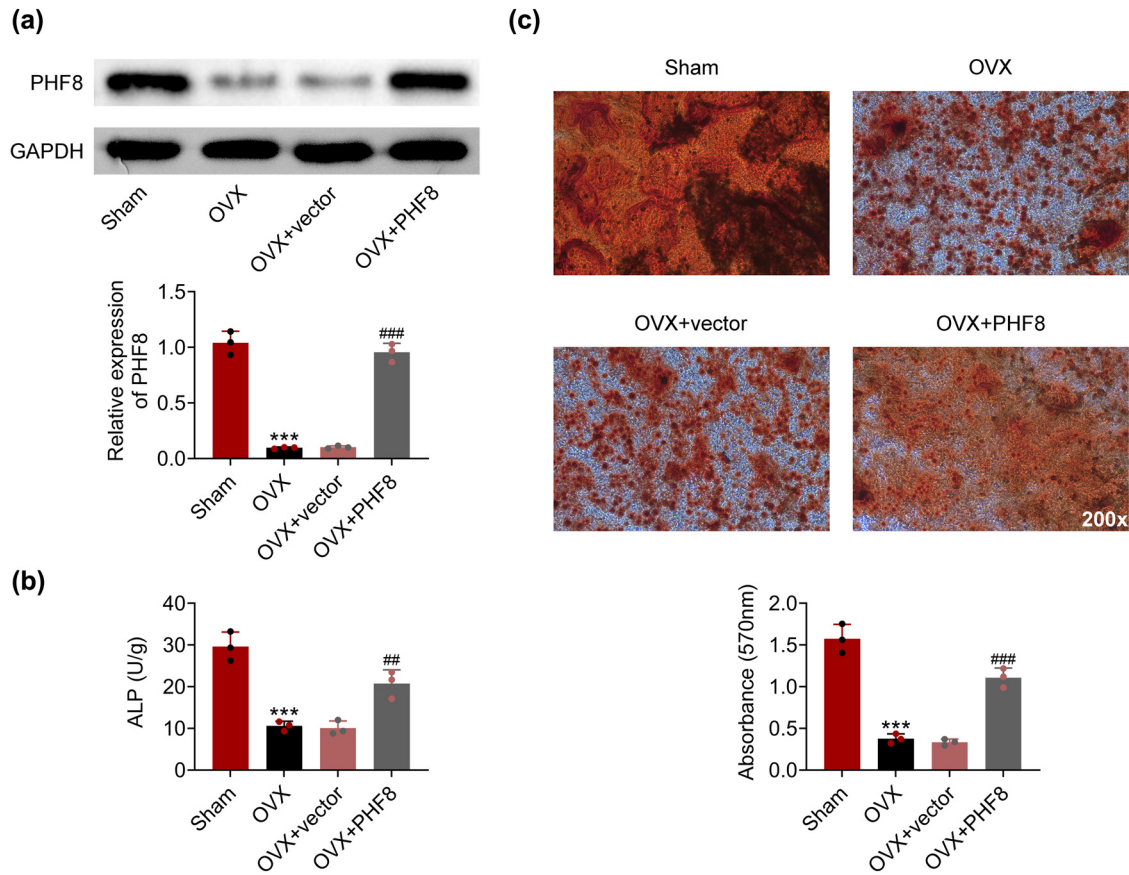 (a)
PHF8
GAPDH
Sham
OVX
OVX+vector
OVX+PHF8
Relative expression
of PHF8
1.5
1.0
0.5
0.0
***
###
Sham
OVX
OVX+vector
OVX+PHF8
(b)
ALP (U/g)
40
30
20
10
0
***
##
Sham
OVX
OVX+vector
OVX+PHF8
(c)
Sham
OVX
OVX+vector
OVX+PHF8
200x
Absorbance (570nm)
2.0
1.5
1.0
0.5
0.0
***
###
Sham
OVX
OVX+vector
OVX+PHF8